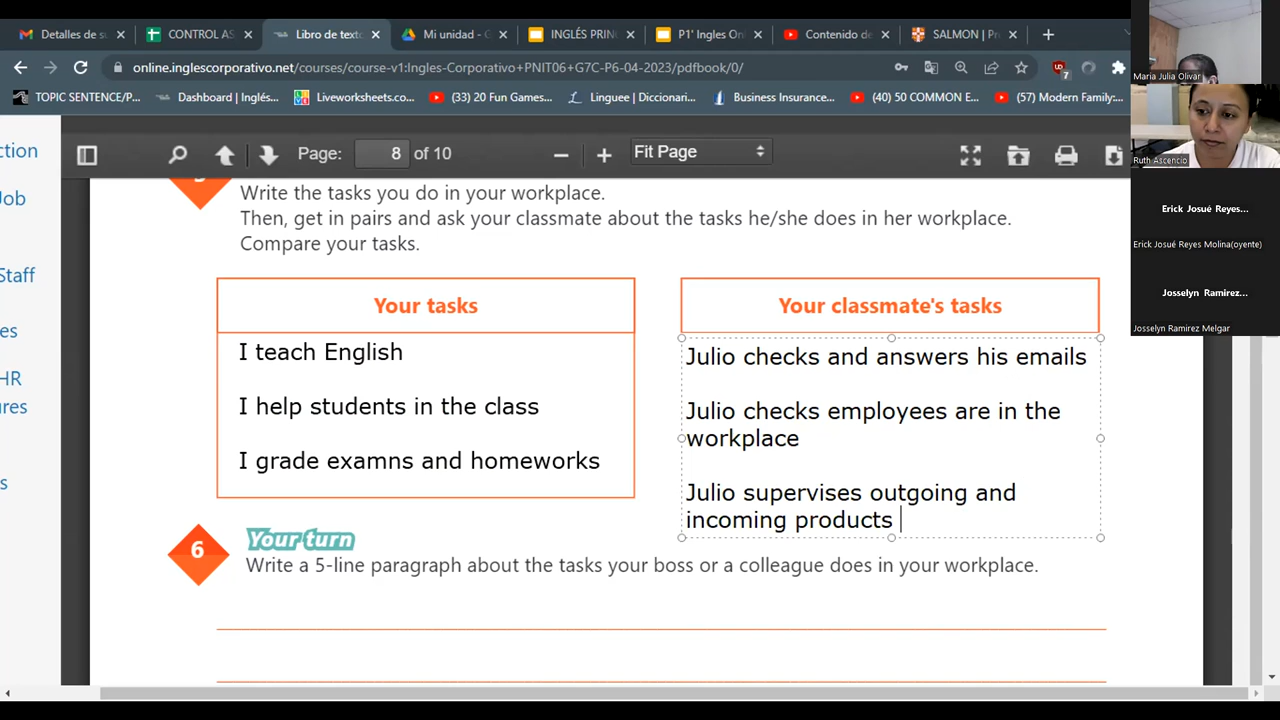 Detalles de su
CONTROL AS
Libro de texto
Mi unidad - G
INGLÉS PRIN
P1' Ingles On
Contenido de
SALMON | P
online.inglescorporativo.net/courses/course-v1:Ingles-Corporativo+PNIT06+G7C-P6-04-2023/pdfbook/0/
7
TOPIC SENTENCE/P...
Dashboard | Inglés...
Liveworksheets.co...
(33) 20 Fun Games...
Linguee | Diccionari...
Business Insurance...
(40) 50 COMMON E...
(57) Modern Family:...
Maria Julia Olivar
Ruth Ascencio
Erick Josué Reyes...
Erick Josué Reyes Molina(oyente)
Josselyn Ramirez...
Josselyn Ramirez Melgar
Page:
8
of 10
Fit Page
ction
Job
Staff
es
HR
ures
s
Write the tasks you do in your workplace.
Then, get in pairs and ask your classmate about the tasks he/she does in her workplace.
Compare your tasks.
Your tasks
I teach English
I help students in the class
I grade examns and homeworks
Your classmate's tasks
Julio checks and answers his emails
Julio checks employees are in the
workplace
Julio supervises outgoing and
incoming products
6
Your turn
Write a 5-line paragraph about the tasks your boss or a colleague does in your workplace.